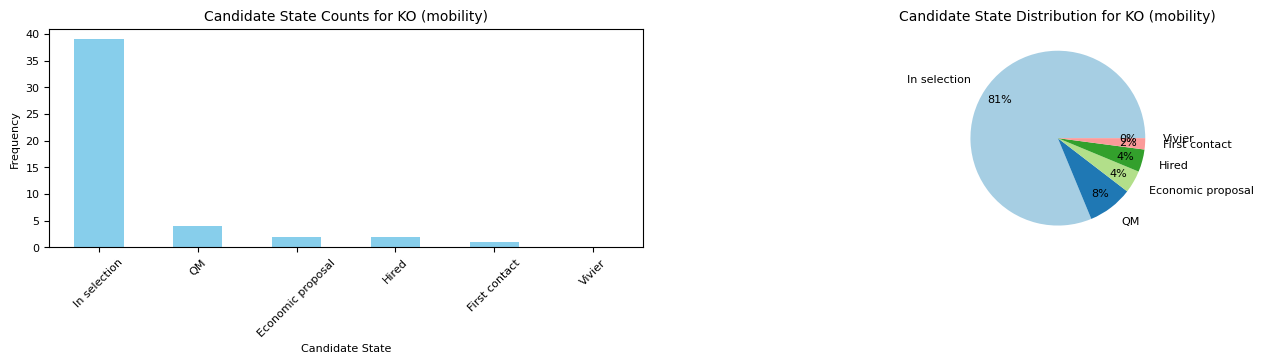 Candidate State Counts for KO (mobility)
40
35
30
25
20
15
10
5
0
Frequency
In selection
QM
Economic proposal
Hired
First contact
Vivier
Candidate State
Candidate State Distribution for KO (mobility)
In selection
81%
0%
Vivier
2%
First contact
4%
Hired
4%
Economic proposal
8%
QM